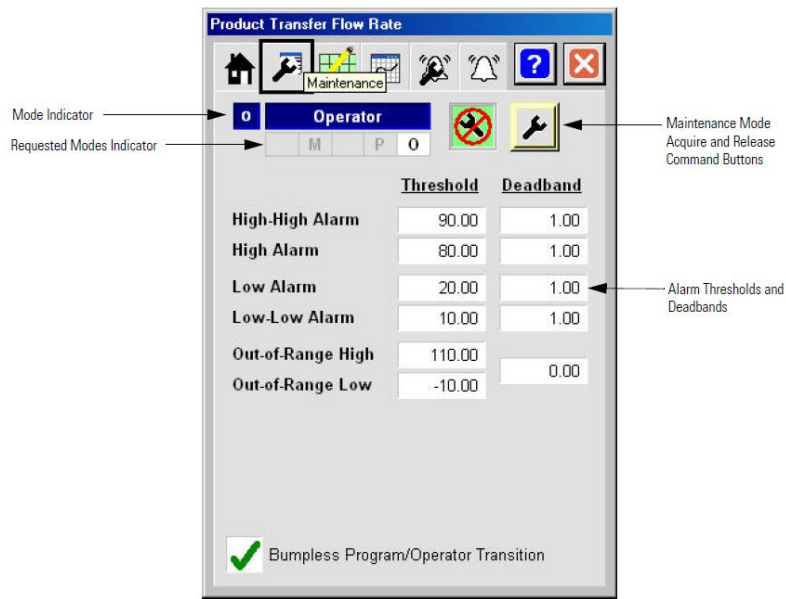 Product Transfer Flow Rate
?
Maintenance
Mode Indicator
O Operator
Requested Modes Indicator
M P O
Maintenance Mode
Acquire and Release
Command Buttons
Threshold Deadband
High-High Alarm 90.00 1.00
High Alarm 80.00 1.00
Low Alarm 20.00 1.00
Low-Low Alarm 10.00 1.00
Alarm Thresholds and
Deadbands
Out-of-Range High 110.00
0.00
Out-of-Range Low -10.00
Bumpless Program/Operator Transition